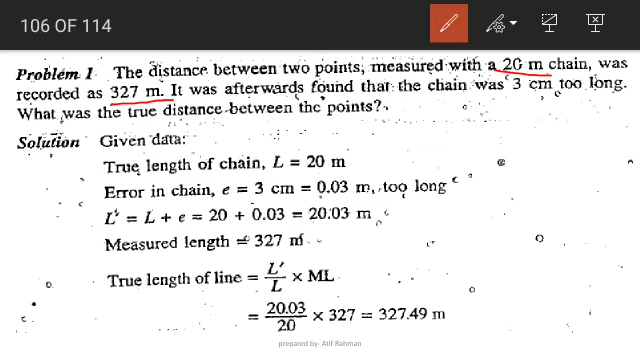 106 OF 114
Problem 1 The distance between two points, measured with a 20 m chain, was
recorded as 327 m. It was afterwards found that the chain was 3 cm too long.
What was the true distance between the points?
Solution Given data:
True length of chain, L = 20 m
Error in chain, e = 3 cm = 0.03 m, too long
L' = L + e = 20 + 0.03 = 20.03 m
Measured length = 327 m
True length of line = L'/L × ML
= 20.03/20 × 327 = 327.49 m
prepared by- Atif Rahman